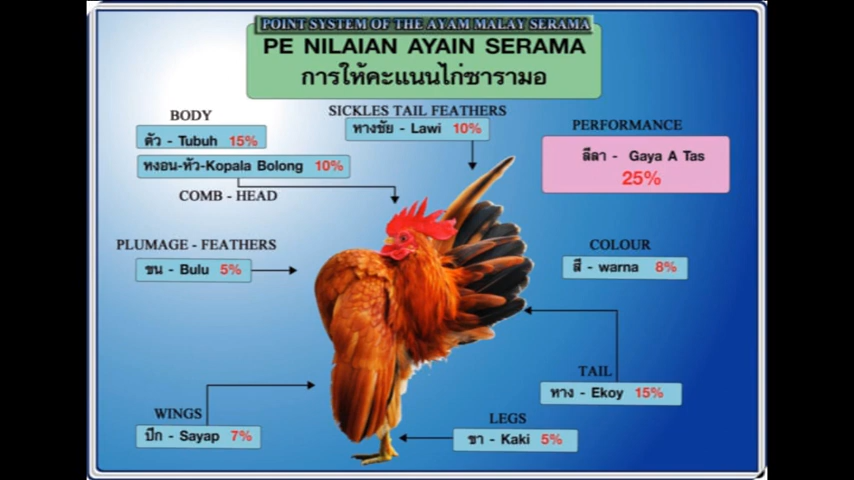 POINT SYSTEM OF THE AYAM MALAY SERAMA
PE NILAIAN AYAIN SERAMA
การให้คะแนนไก่ซารามอ
BODY
ตัว - Tubuh 15%
หงอน-หัว-Kopala Bolong 10%
COMB - HEAD
SICKLES TAIL FEATHERS
หางชัย - Lawi 10%
PERFORMANCE
ลีลา - Gaya A Tas
25%
PLUMAGE - FEATHERS
ขน - Bulu 5%
COLOUR
สี - warna 8%
TAIL
หาง - Ekoy 15%
WINGS
ปีก - Sayap 7%
LEGS
ขา - Kaki 5%